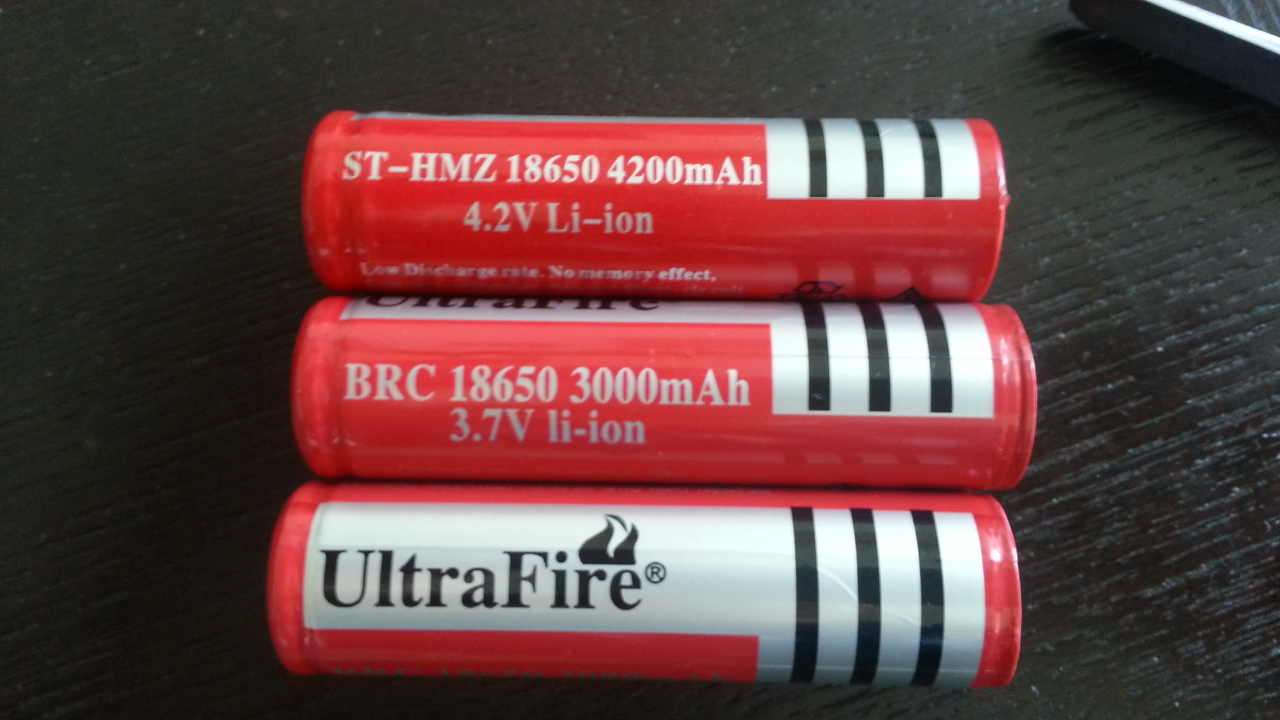 ST-HMZ 18650 4200mAh
4.2V Li-ion
Low Discharge rate. No memory effect,
UltraFire
BRC 18650 3000mAh
3.7V li-ion
UltraFire®